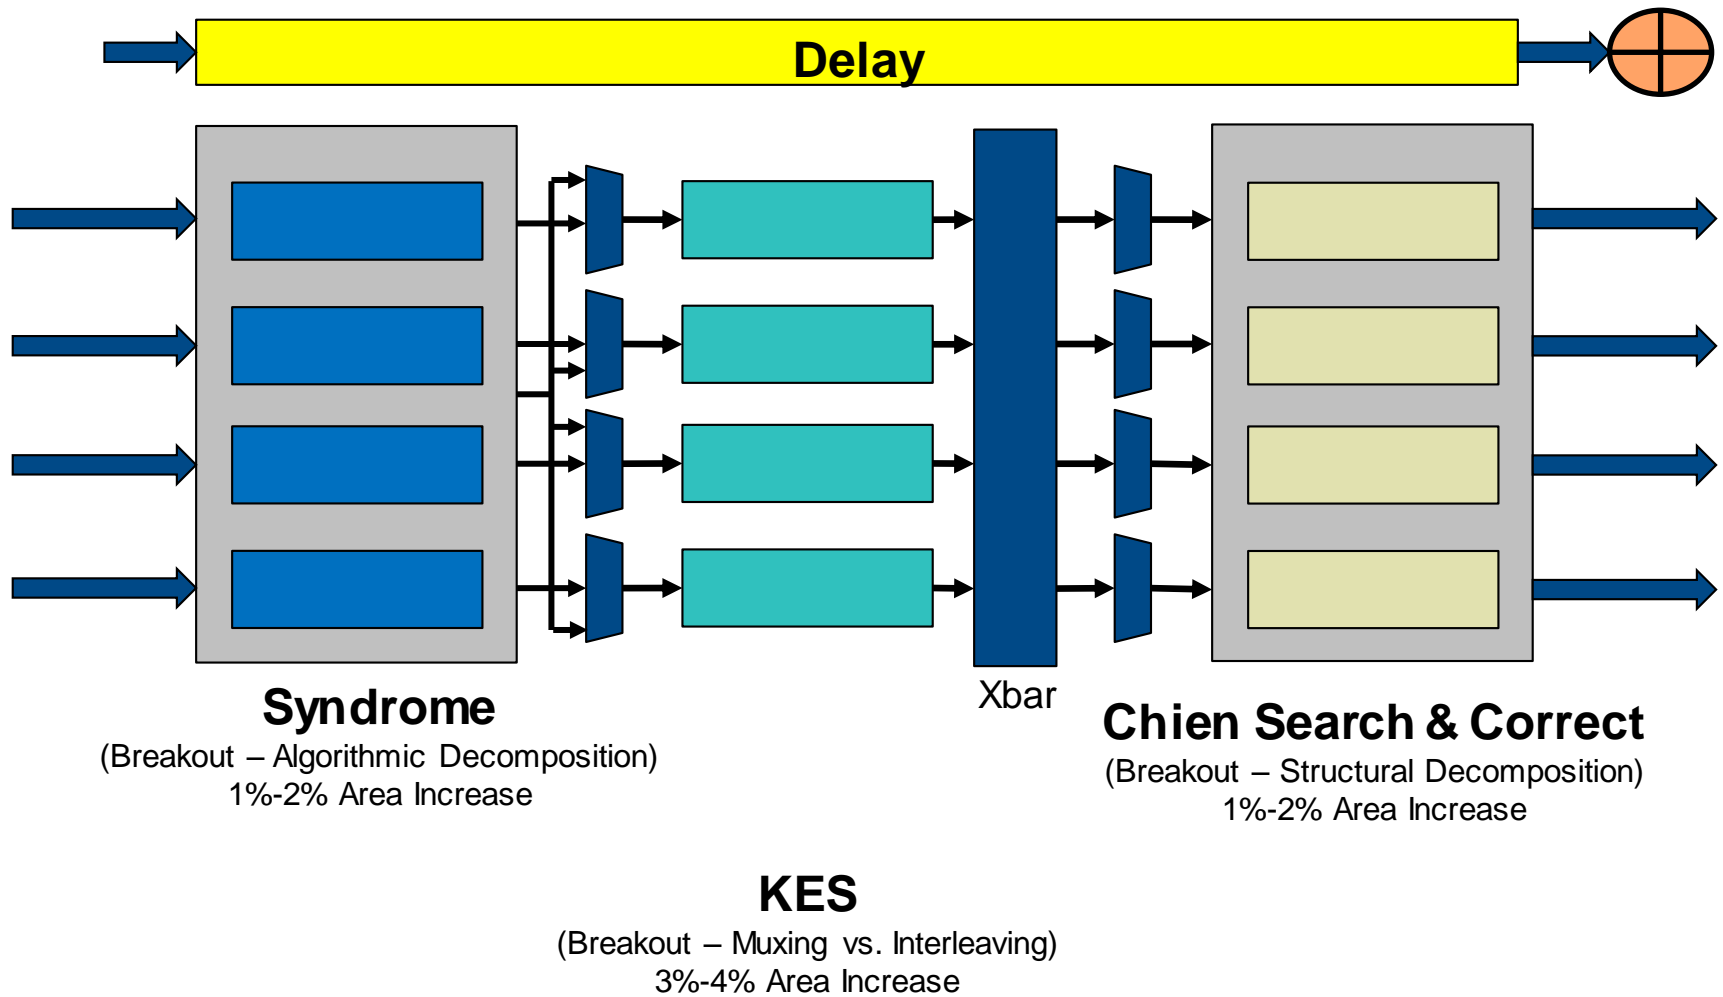 Delay
Syndrome
(Breakout – Algorithmic Decomposition)
1%-2% Area Increase
Xbar
Chien Search & Correct
(Breakout – Structural Decomposition)
1%-2% Area Increase
KES
(Breakout – Muxing vs. Interleaving)
3%-4% Area Increase